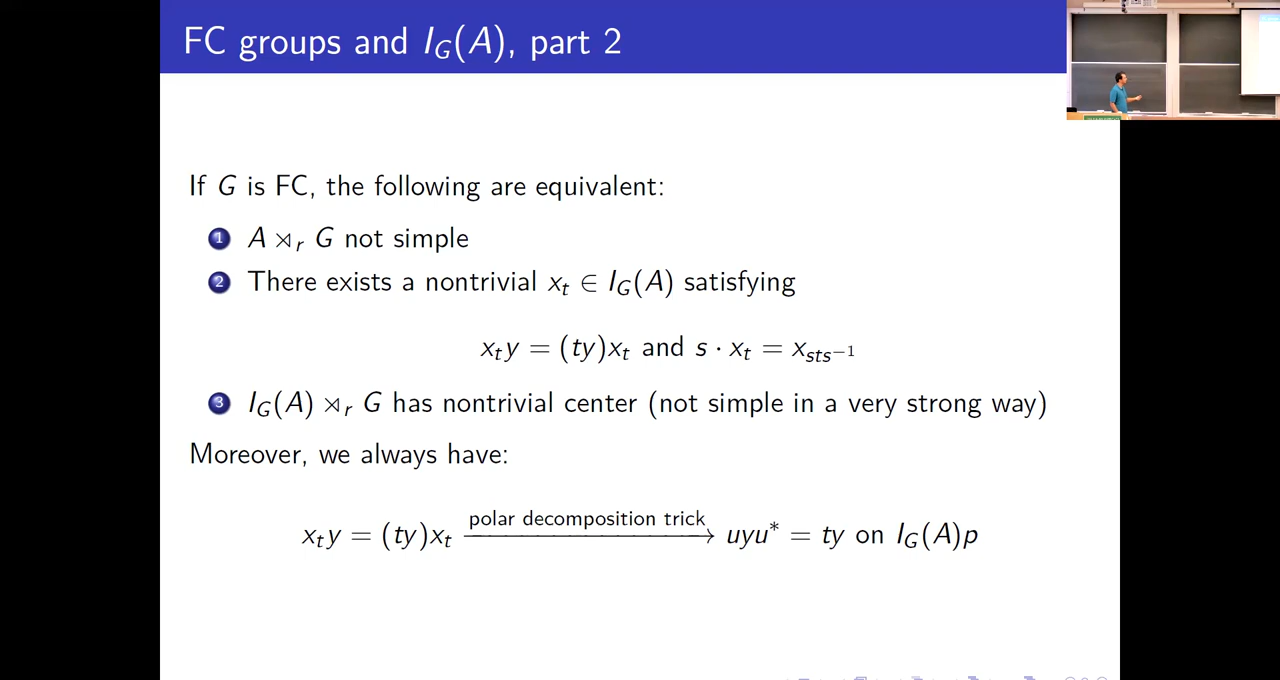 FC groups and I_G(A), part 2
If G is FC, the following are equivalent:
1 A ⋊_r G not simple
2 There exists a nontrivial x_t ∈ I_G(A) satisfying
x_t y = (ty)x_t and s · x_t = x_{sts^{−1}}
3 I_G(A) ⋊_r G has nontrivial center (not simple in a very strong way)
Moreover, we always have:
polar decomposition trick
x_t y = (ty)x_t ⟶ uyu* = ty on I_G(A)p